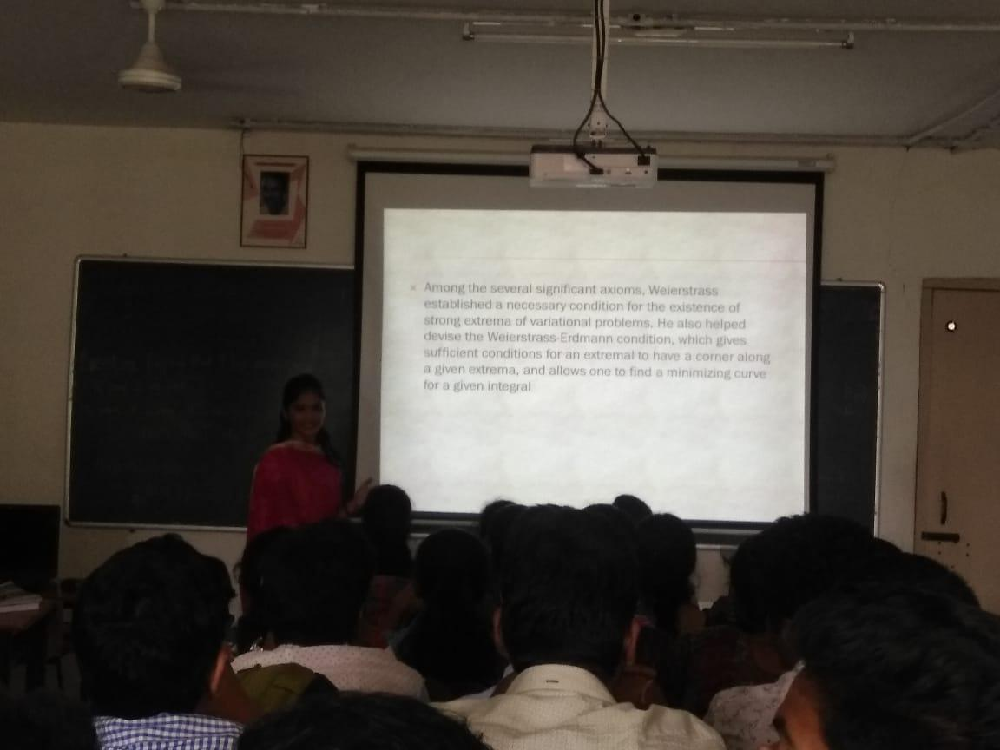 Among the several significant axioms, Weierstrass
established a necessary condition for the existence of
strong extrema of variational problems. He also helped
devise the Weierstrass-Erdmann condition, which gives
sufficient conditions for an extremal to have a corner along
a given extrema, and allows one to find a minimizing curve
for a given integral